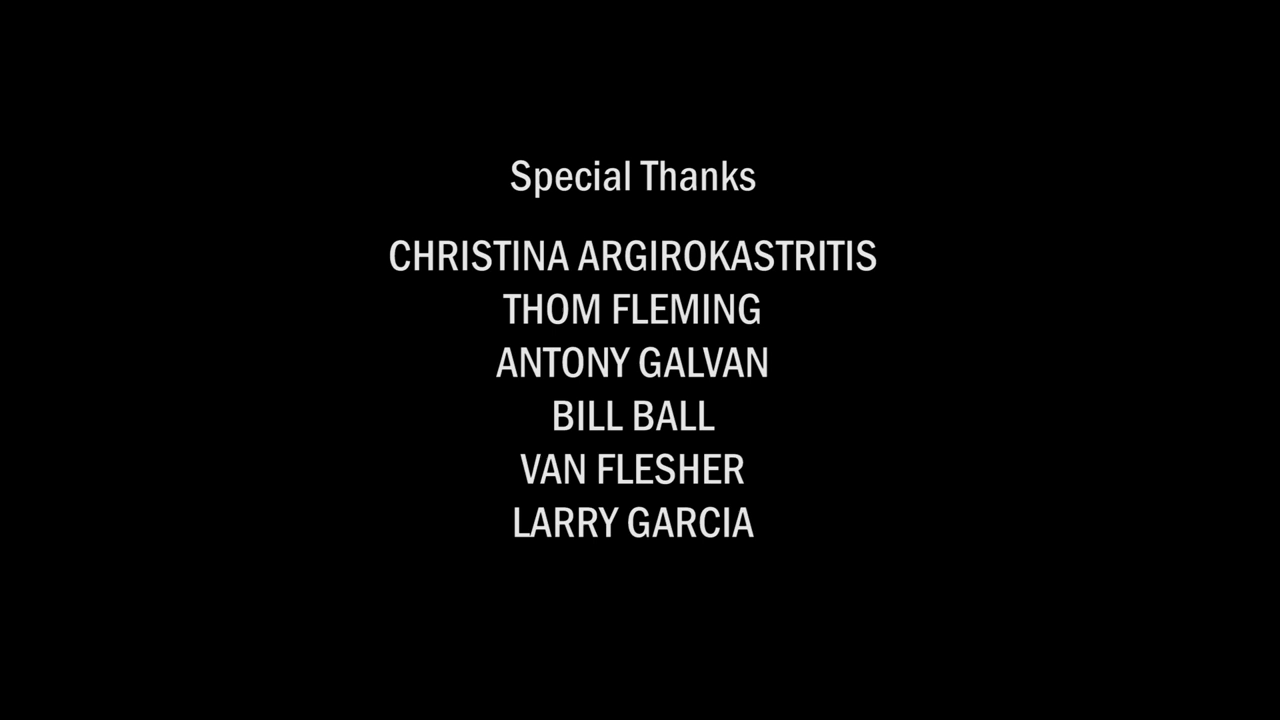 Special Thanks
CHRISTINA ARGIROKASTRITIS
THOM FLEMING
ANTONY GALVAN
BILL BALL
VAN FLESHER
LARRY GARCIA